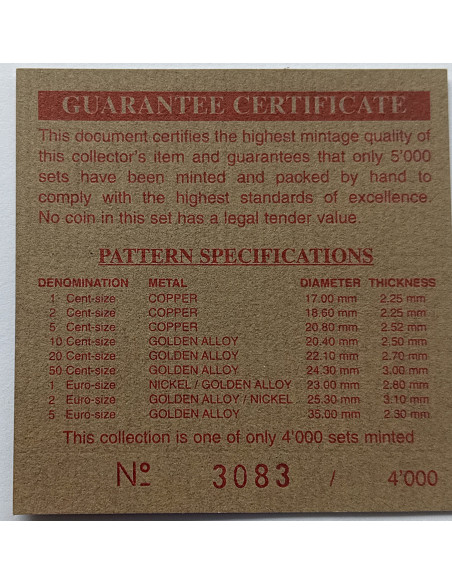 GUARANTEE CERTIFICATE
This document certifies the highest mintage quality of
this collector's item and guarantees that only 5'000
sets have been minted and packed by hand to
comply with the highest standards of excellence.
No coin in this set has a legal tender value.
PATTERN SPECIFICATIONS
DENOMINATION METAL DIAMETER THICKNESS
1 Cent-size COPPER 17.00 mm 2.25 mm
2 Cent-size COPPER 18.60 mm 2.25 mm
5 Cent-size COPPER 20.80 mm 2.52 mm
10 Cent-size GOLDEN ALLOY 20.40 mm 2.50 mm
20 Cent-size GOLDEN ALLOY 22.10 mm 2.70 mm
50 Cent-size GOLDEN ALLOY 24.30 mm 3.00 mm
1 Euro-size NICKEL / GOLDEN ALLOY 23.00 mm 2.80 mm
2 Euro-size GOLDEN ALLOY / NICKEL 25.30 mm 3.10 mm
5 Euro-size GOLDEN ALLOY 35.00 mm 2.30 mm
This collection is one of only 4'000 sets minted
Nº 3083 / 4'000